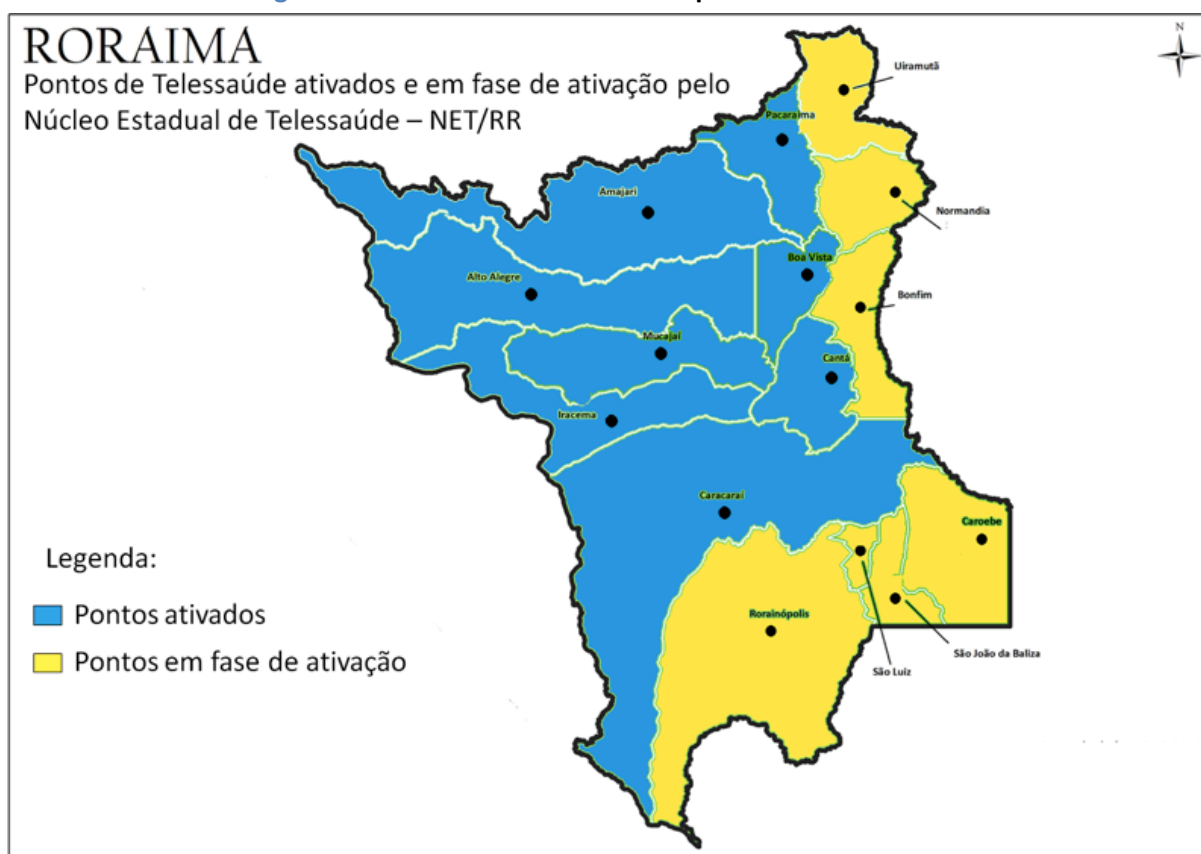 RORAIMA
Pontos de Telessaúde ativados e em fase de ativação pelo
Núcleo Estadual de Telessaúde – NET/RR
N
Uiramutã
Pacaraima
Amajari
Normandia
Boa Vista
Alto Alegre
Bonfim
Mucajaí
Cantá
Iracema
Caracaraí
Caroebe
Legenda:
Pontos ativados
Rorainópolis
Pontos em fase de ativação
São João da Baliza
São Luiz